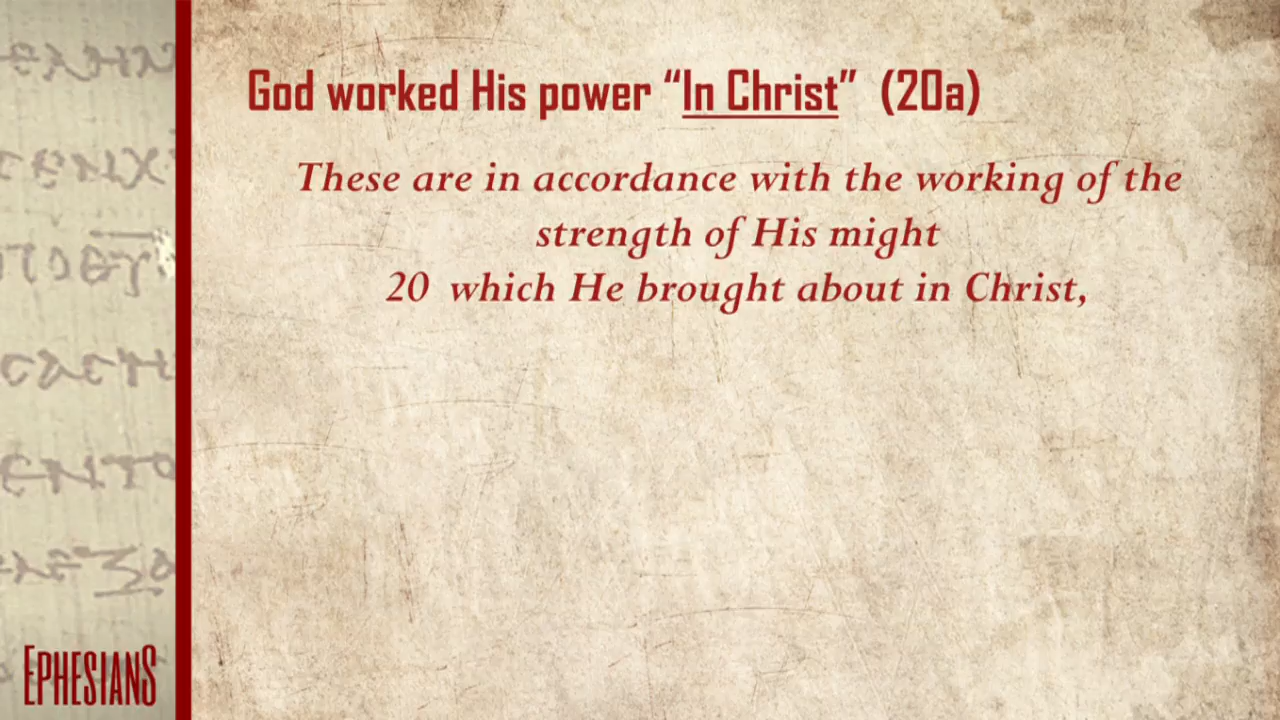 God worked His power “In Christ” (20a)
These are in accordance with the working of the
strength of His might
20 which He brought about in Christ,
EPHESIANS